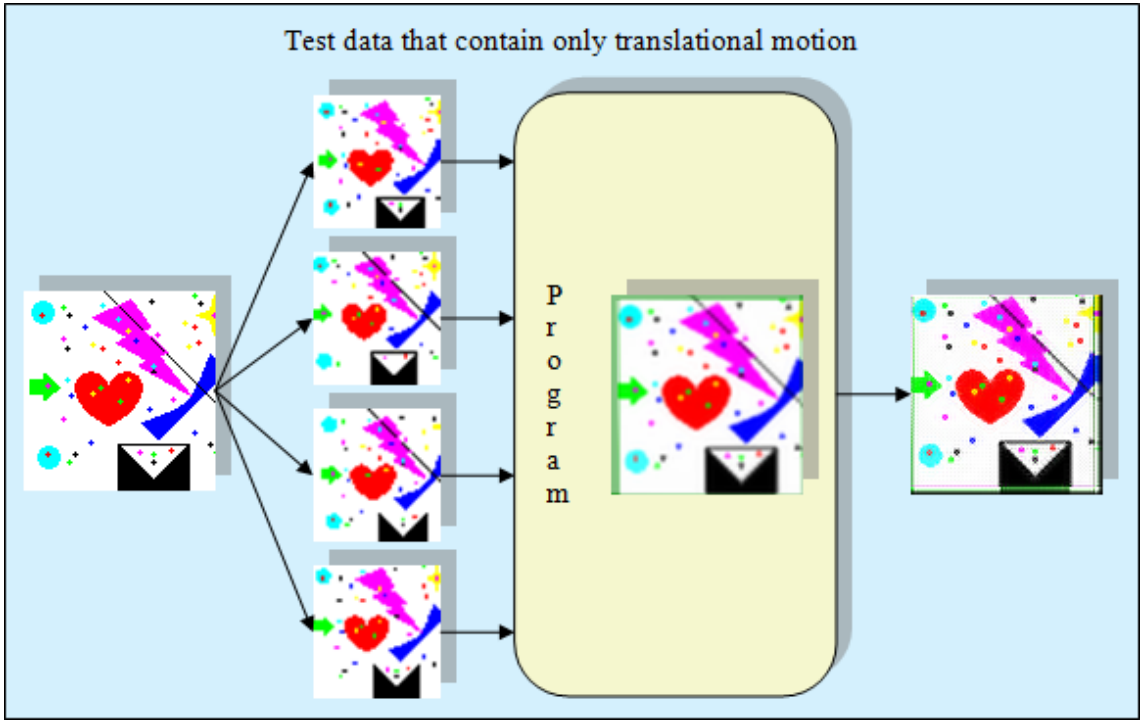 Test data that contain only translational motion
P
r
o
g
r
a
m